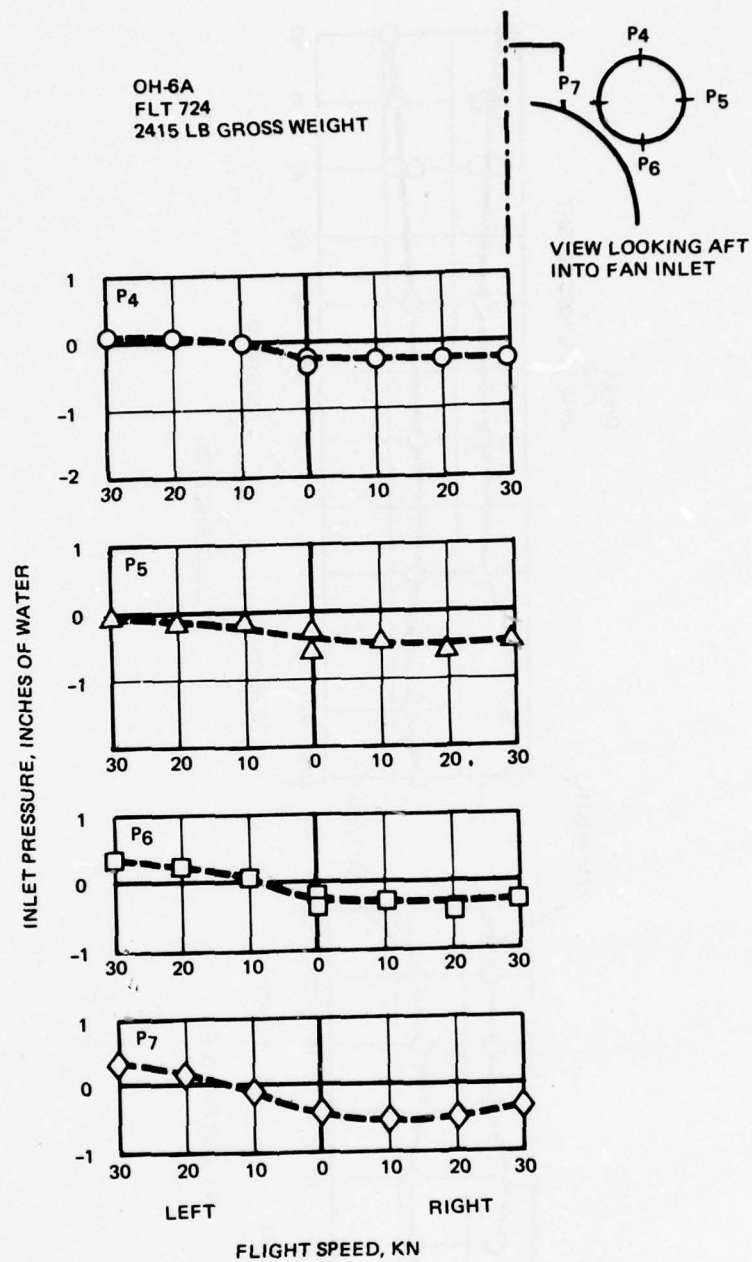 OH-6A
FLT 724
2415 LB GROSS WEIGHT
P4
P7
P5
P6
VIEW LOOKING AFT
INTO FAN INLET
INLET PRESSURE, INCHES OF WATER
P4
1
0
-1
-2
30 20 10 0 10 20 30
P5
1
0
-1
30 20 10 0 10 20 30
P6
1
0
-1
30 20 10 0 10 20 30
P7
1
0
-1
30 20 10 0 10 20 30
LEFT RIGHT
FLIGHT SPEED, KN